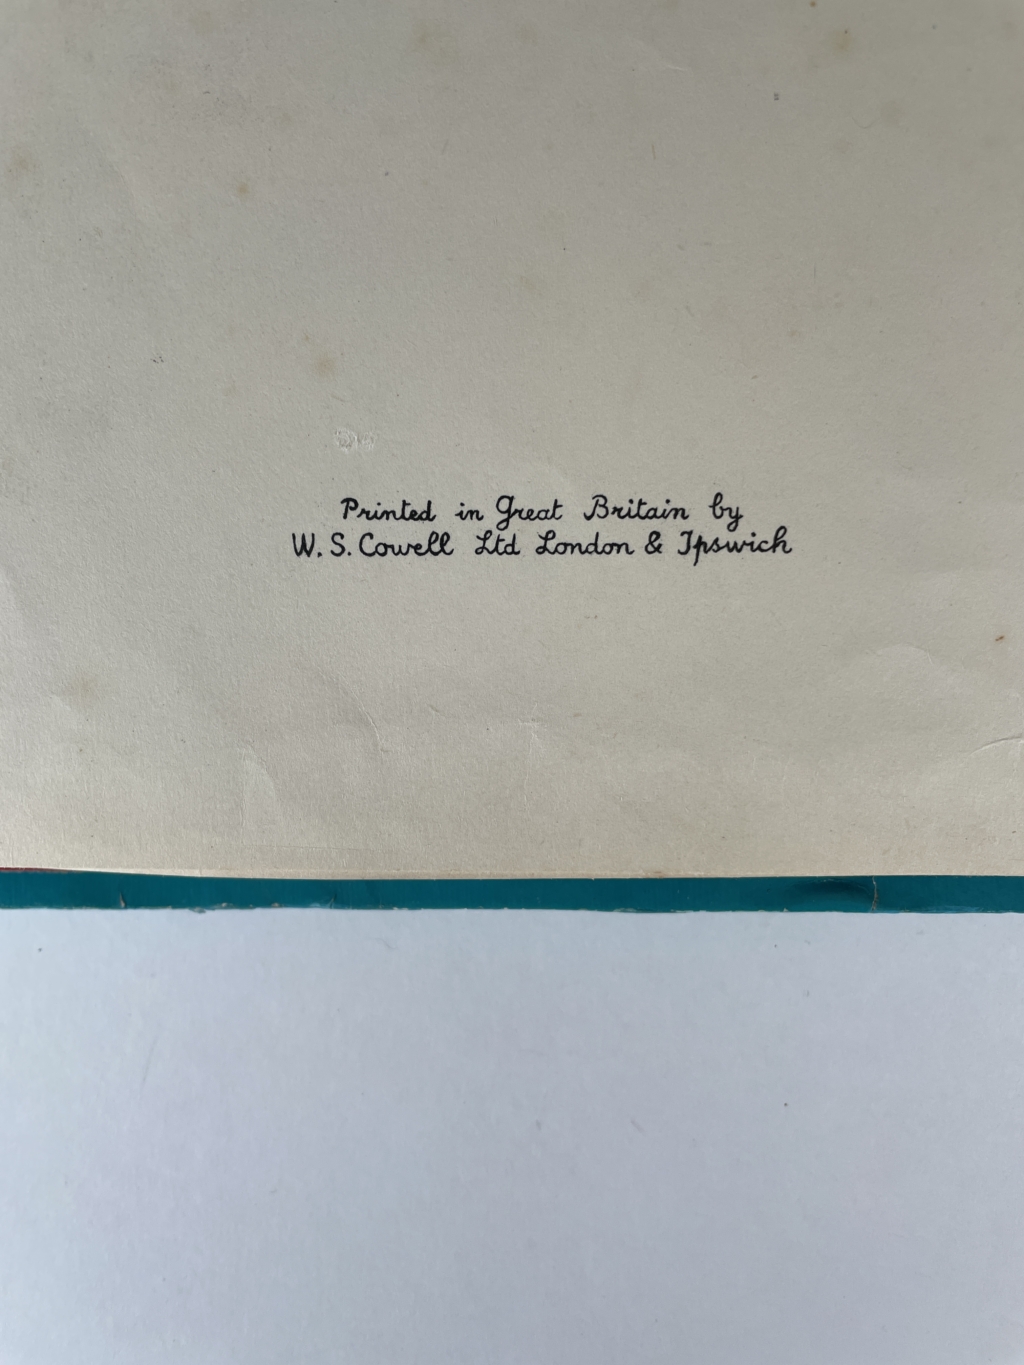 Printed in Great Britain by
W. S. Cowell Ltd London & Ipswich